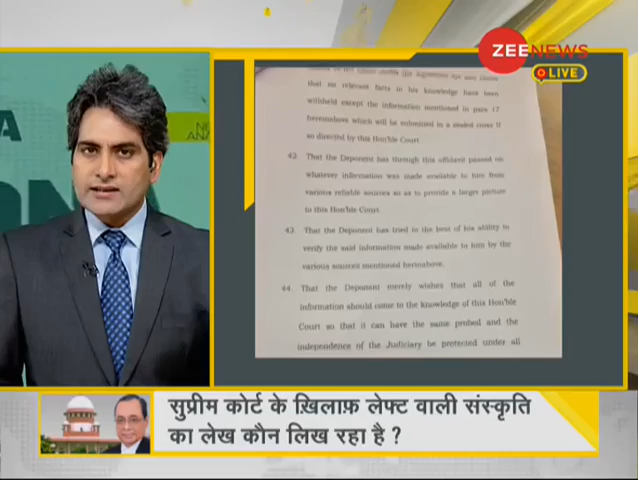 ZEE NEWS
LIVE
that no relevant facts in his knowledge have been
withheld except the information mentioned in para 17
hereinabove which will be submitted in a sealed cover if
so directed by this Hon'ble Court
42. That the Deponent has through this affidavit passed on
whatever information was made available to him from
various reliable sources so as to provide a larger picture
to this Hon'ble Court
43. That the Deponent has tried to the best of his ability to
verify the said information made available to him by the
various sources mentioned hereinabove.
44. That the Deponent merely wishes that all of the
information should come to the knowledge of this Hon'ble
Court so that it can have the same probed and the
independence of the Judiciary be protected under all
सुप्रीम कोर्ट के ख़िलाफ़ लेफ्ट वाली संस्कृति
का लेख कौन लिख रहा है ?